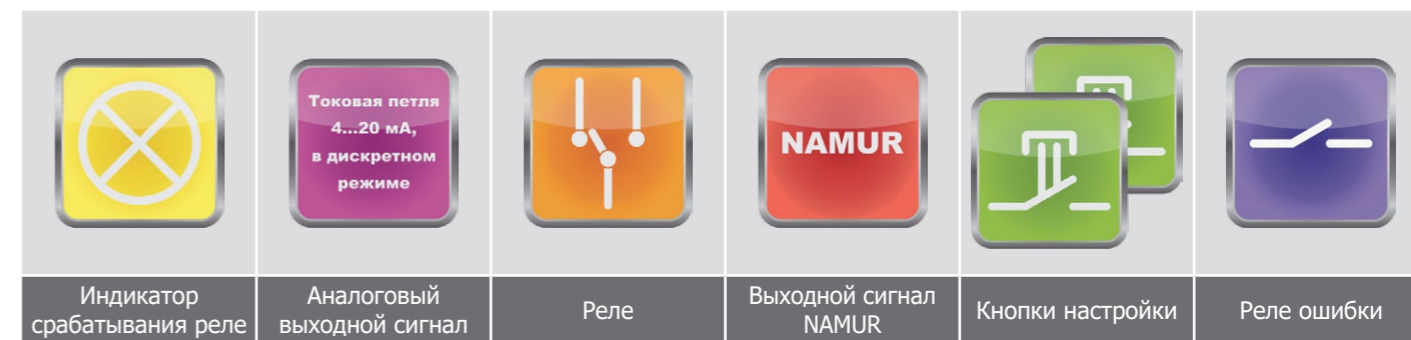 Токовая петля
4...20 мА,
в дискретном
режиме
NAMUR
Индикатор
срабатывания реле
Аналоговый
выходной сигнал
Реле
Выходной сигнал
NAMUR
Кнопки настройки
Реле ошибки